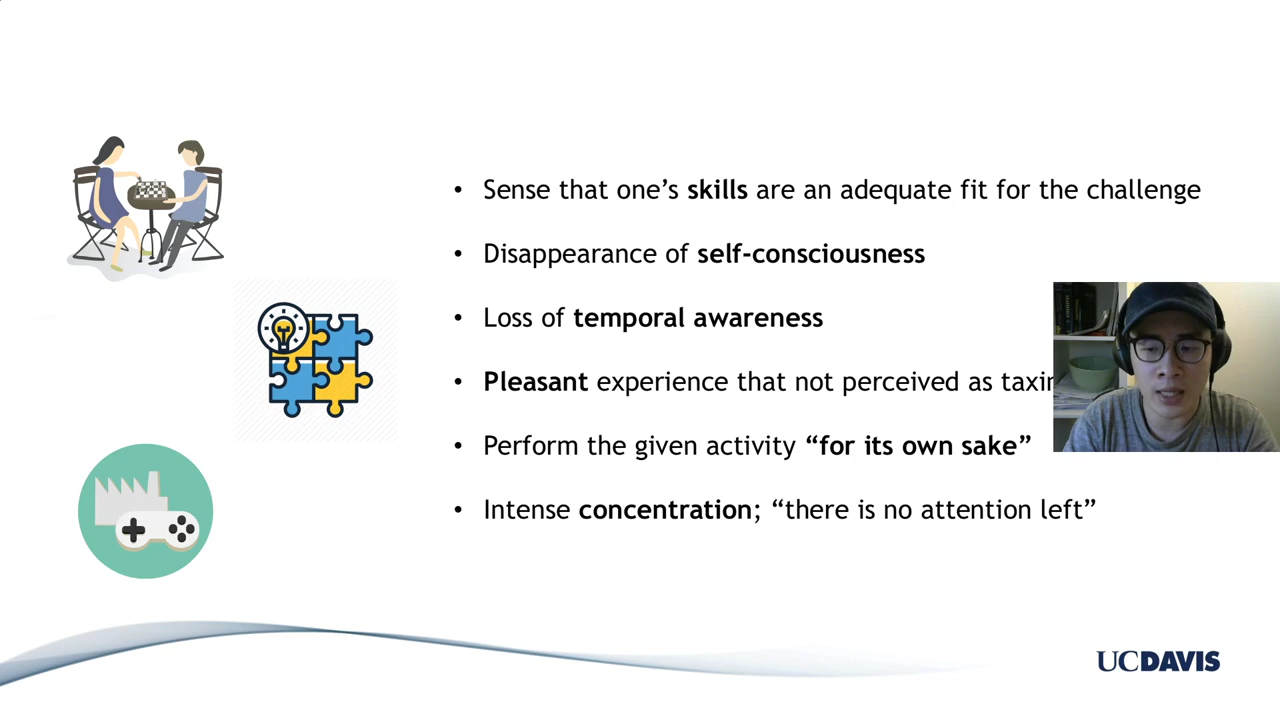 • Sense that one’s skills are an adequate fit for the challenge
• Disappearance of self-consciousness
• Loss of temporal awareness
• Pleasant experience that not perceived as
• Perform the given activity “for its own sake”
• Intense concentration; “there is no attention left”
UCDAVIS